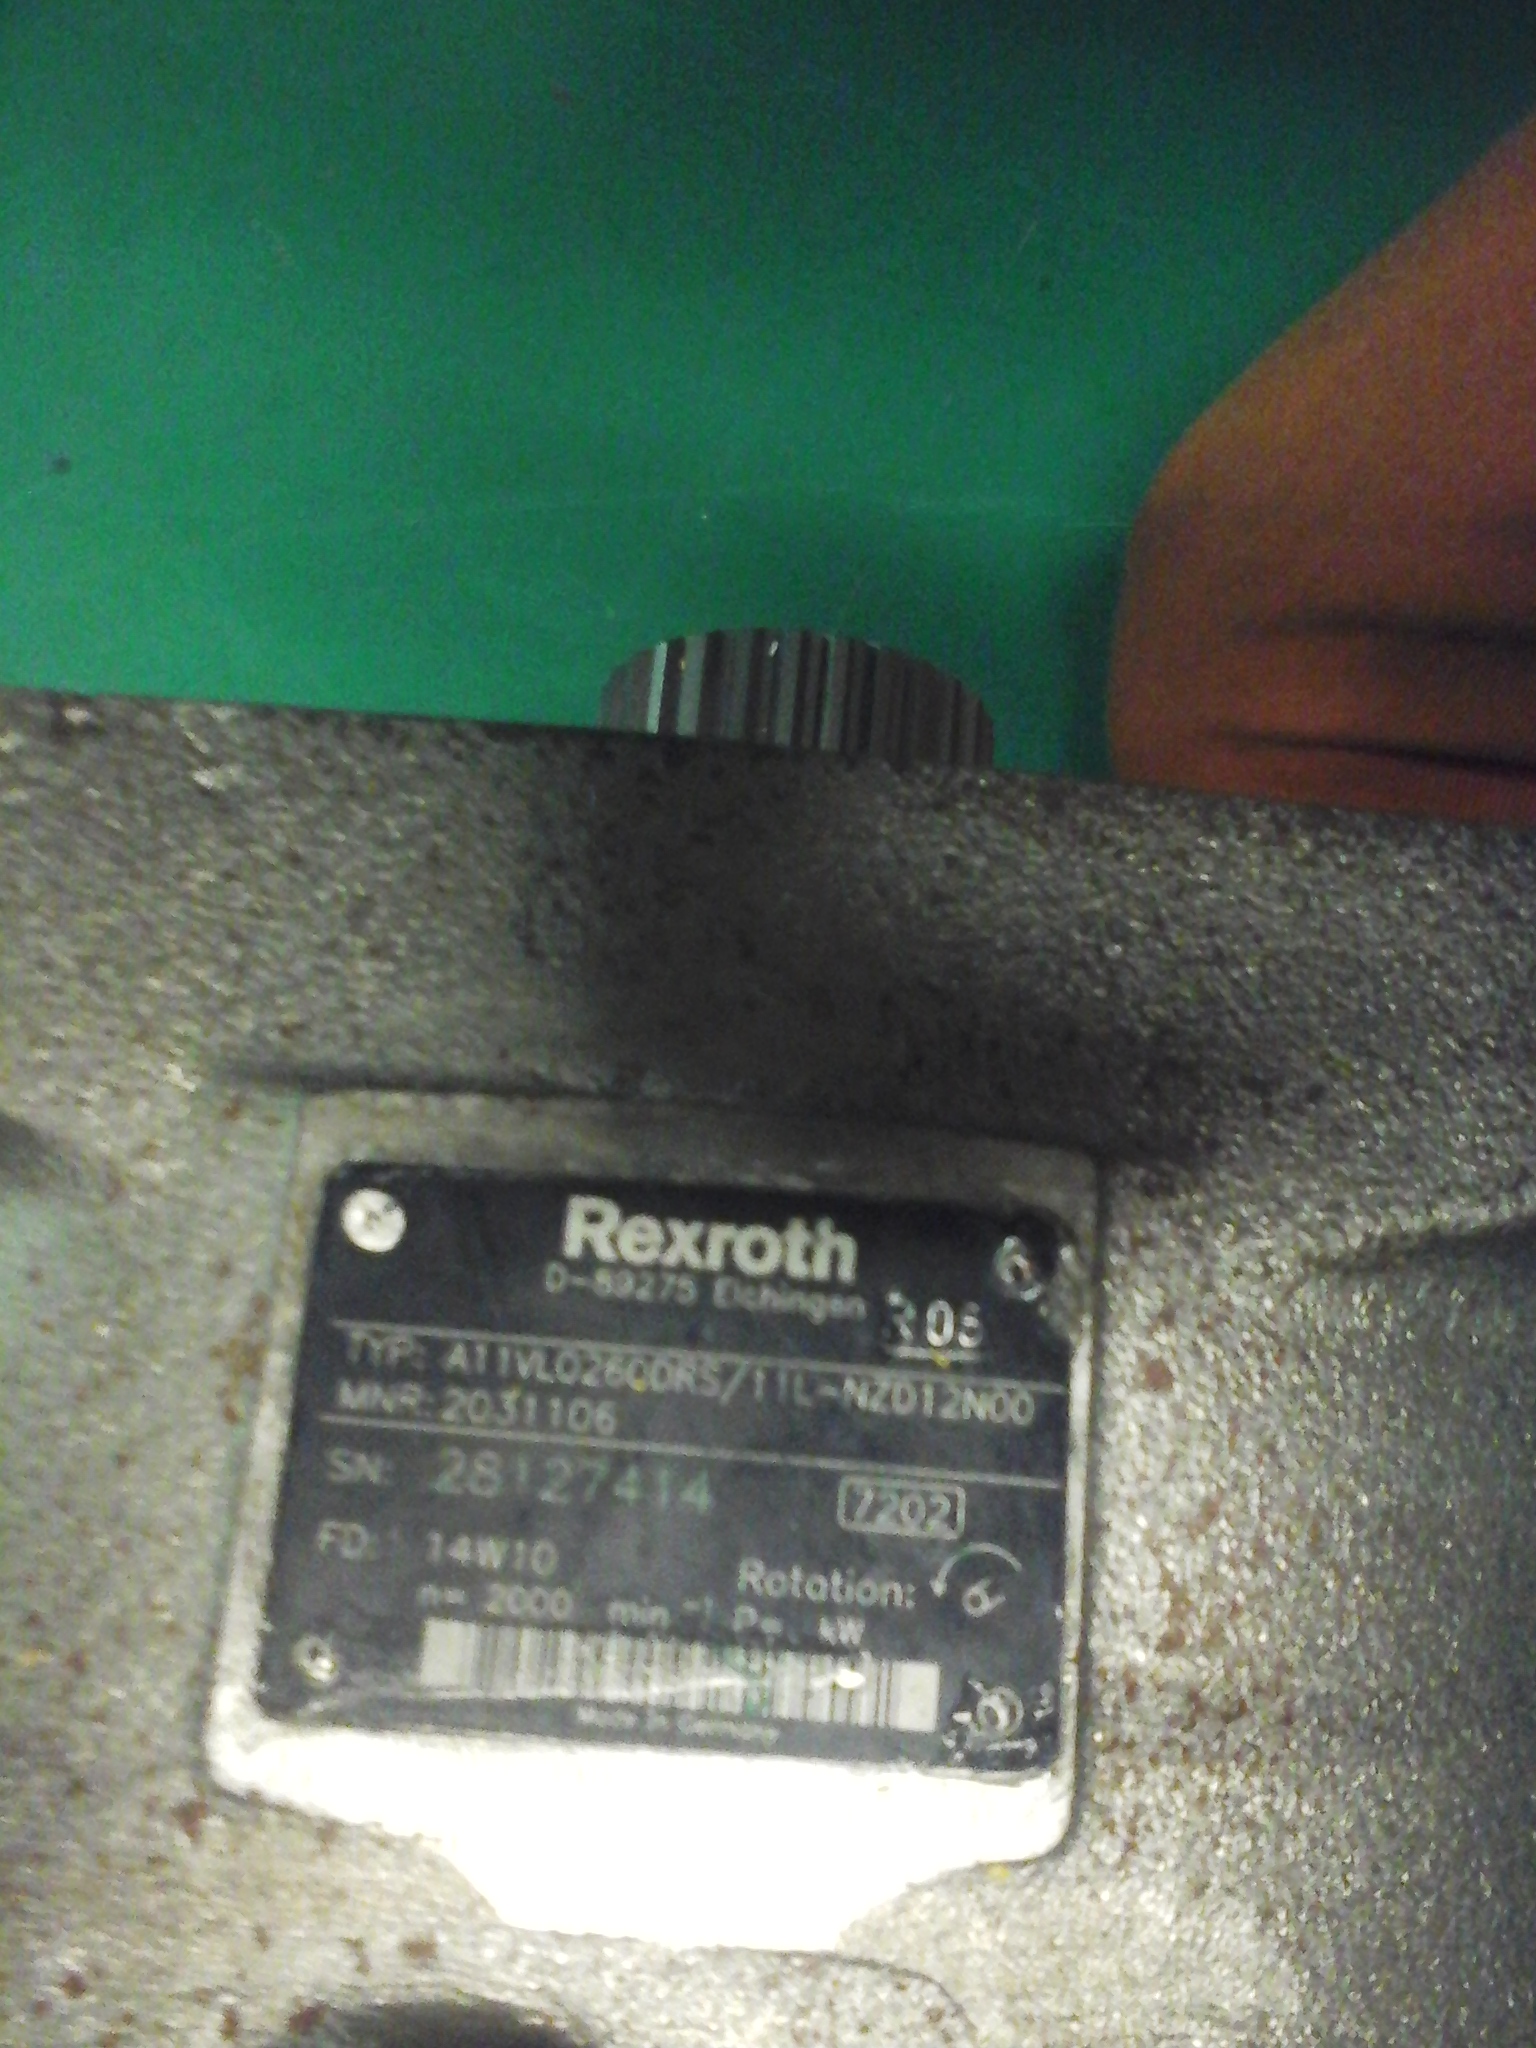 Rexroth
D-89275 Elchingen
R06
TYP: A11VLO260DRS/11L-NZD12N00
MNR: 2031106
SN: 28127414
7202
FD: 14W10
Rotation:
n= 2000 min⁻¹ P= kW
Made in Germany